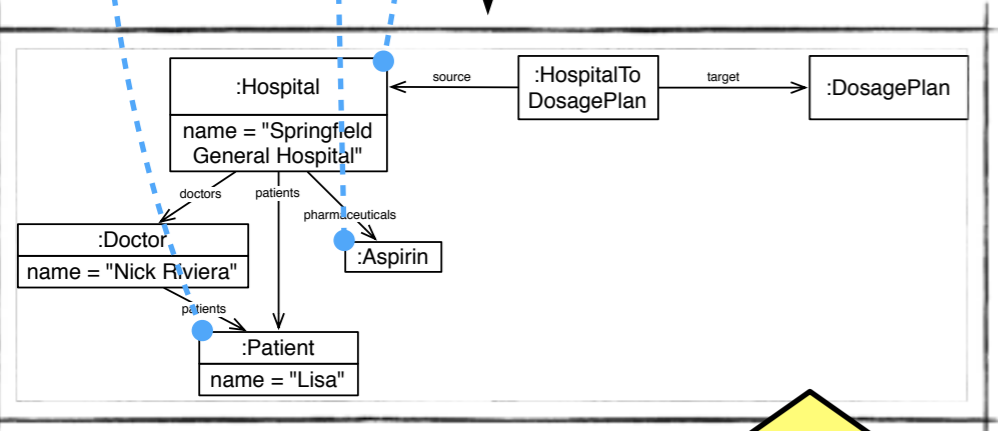 :Hospital
name = "Springfield
General Hospital"
source
:HospitalTo
DosagePlan
target
:DosagePlan
doctors
patients
pharmaceuticals
:Doctor
name = "Nick Riviera"
:Aspirin
patients
:Patient
name = "Lisa"